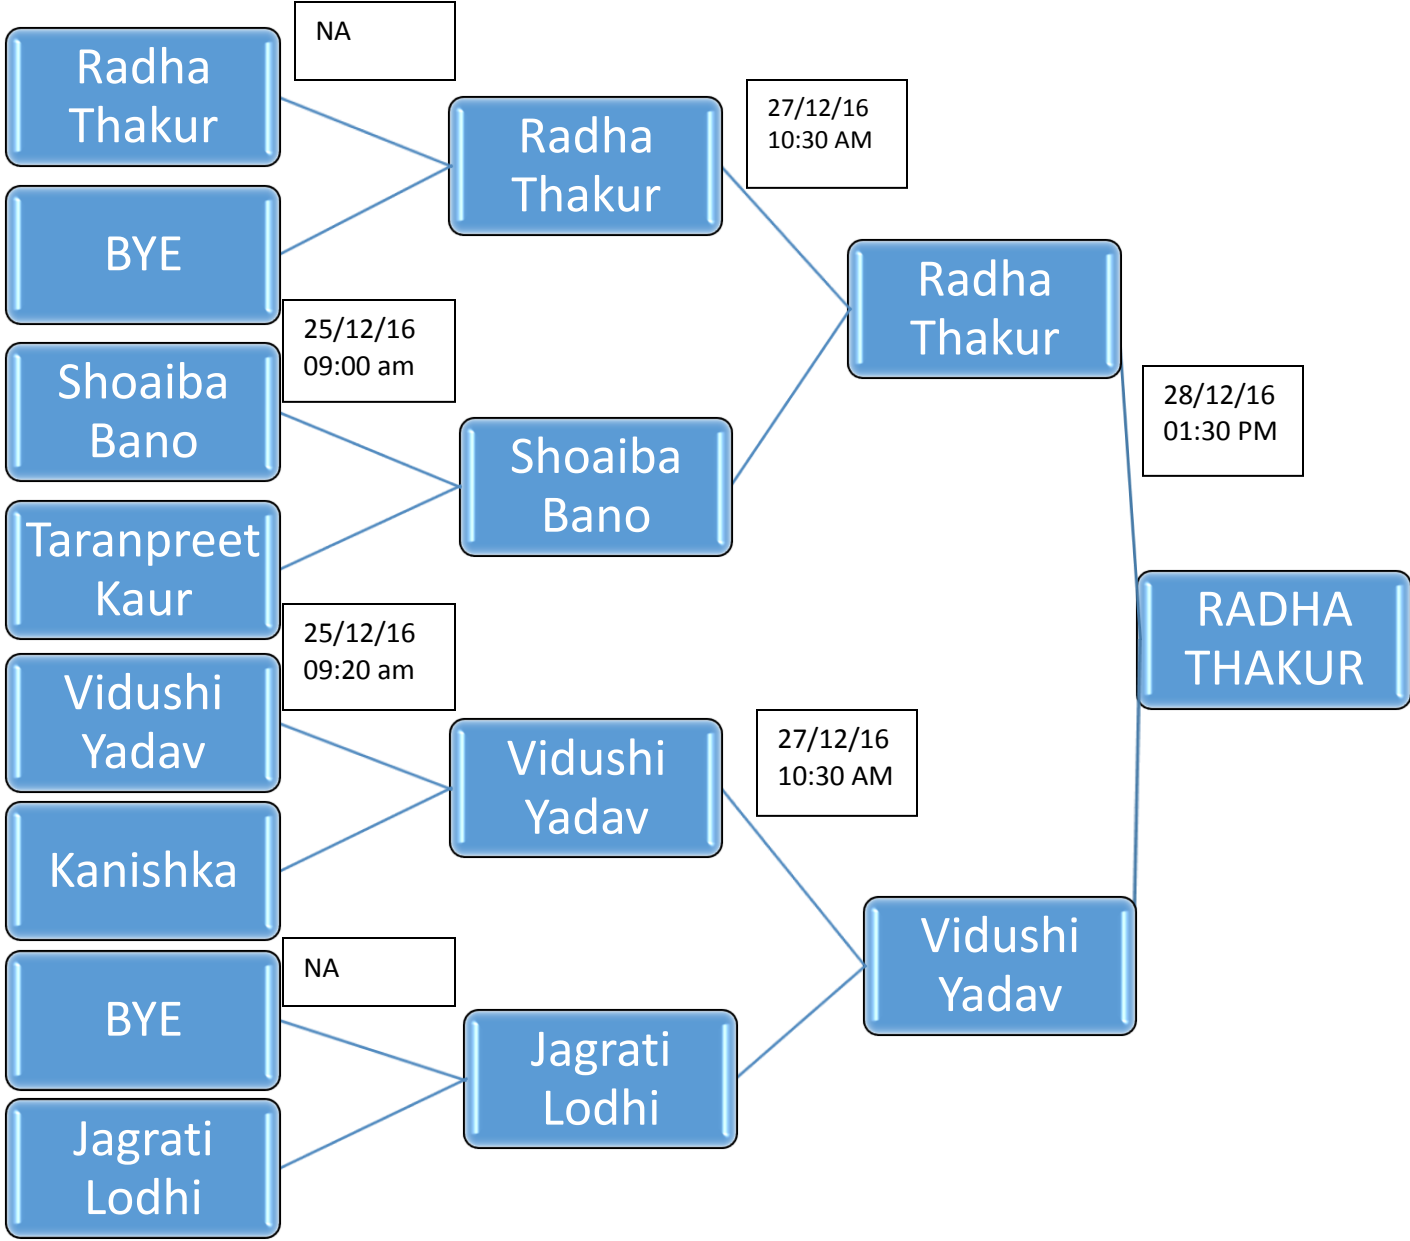 Radha
Thakur
NA
BYE
Radha
Thakur
27/12/16
10:30 AM
25/12/16
09:00 am
Shoaiba
Bano
Taranpreet
Kaur
Shoaiba
Bano
Radha
Thakur
28/12/16
01:30 PM
25/12/16
09:20 am
Vidushi
Yadav
Kanishka
Vidushi
Yadav
27/12/16
10:30 AM
RADHA
THAKUR
NA
BYE
Jagrati
Lodhi
Jagrati
Lodhi
Vidushi
Yadav